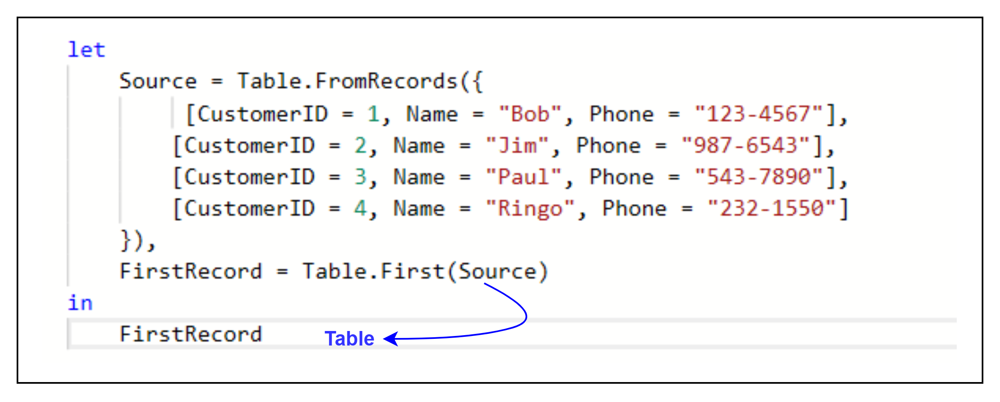 let
Source = Table.FromRecords({
[CustomerID = 1, Name = "Bob", Phone = "123-4567"],
[CustomerID = 2, Name = "Jim", Phone = "987-6543"],
[CustomerID = 3, Name = "Paul", Phone = "543-7890"],
[CustomerID = 4, Name = "Ringo", Phone = "232-1550"]
}),
FirstRecord = Table.First(Source)
in
FirstRecord
Table